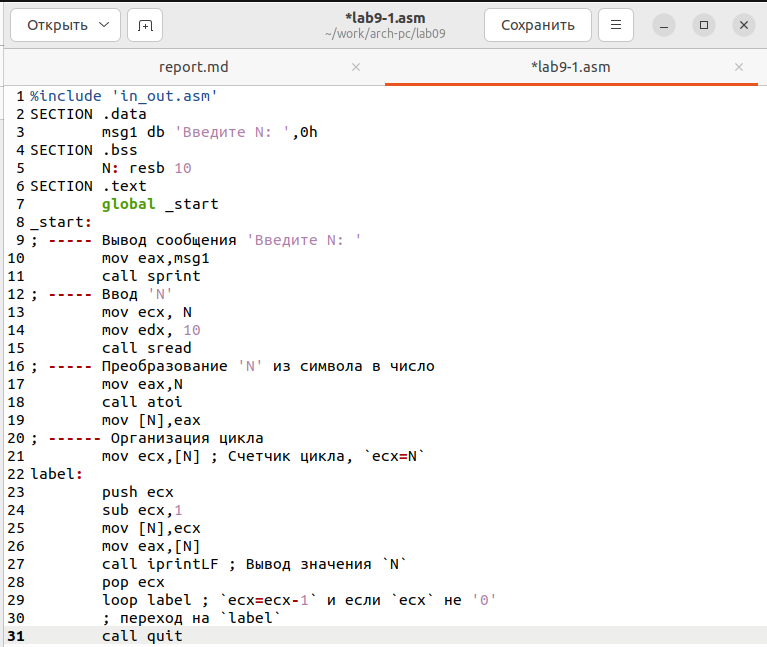 Открыть
*lab9-1.asm
~/work/arch-pc/lab09
Сохранить
report.md
*lab9-1.asm
1 %include 'in_out.asm'
2 SECTION .data
3 msg1 db 'Введите N: ',0h
4 SECTION .bss
5 N: resb 10
6 SECTION .text
7 global _start
8 _start:
9 ; ----- Вывод сообщения 'Введите N: '
10 mov eax,msg1
11 call sprint
12 ; ----- Ввод 'N'
13 mov ecx, N
14 mov edx, 10
15 call sread
16 ; ----- Преобразование 'N' из символа в число
17 mov eax,N
18 call atoi
19 mov [N],eax
20 ; ------ Организация цикла
21 mov ecx,[N] ; Счетчик цикла, `ecx=N`
22 label:
23 push ecx
24 sub ecx,1
25 mov [N],ecx
26 mov eax,[N]
27 call iprintLF ; Вывод значения `N`
28 pop ecx
29 loop label ; `ecx=ecx-1` и если `ecx` не '0'
30 ; переход на `label`
31 call quit